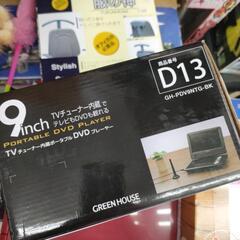 Stylish
商品番号
D13
GH-PDV9NTG-BK
9inch
TVチューナー内蔵で
テレビもDVDも観れる
PORTABLE DVD PLAYER
TVチューナー内蔵ポータブルDVDプレーヤー
GREEN HOUSE